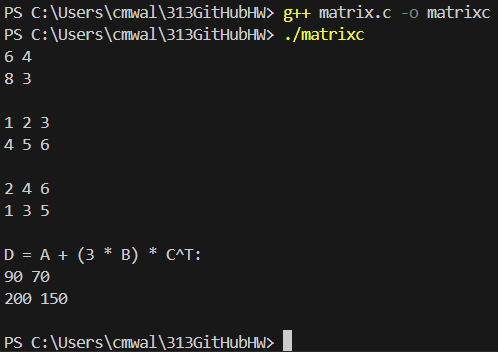 PS C:\Users\cmwal\313GitHubHW> g++ matrix.c -o matrixc
PS C:\Users\cmwal\313GitHubHW> ./matrixc
6 4
8 3
1 2 3
4 5 6
2 4 6
1 3 5
D = A + (3 * B) * C^T:
90 70
200 150
PS C:\Users\cmwal\313GitHubHW>